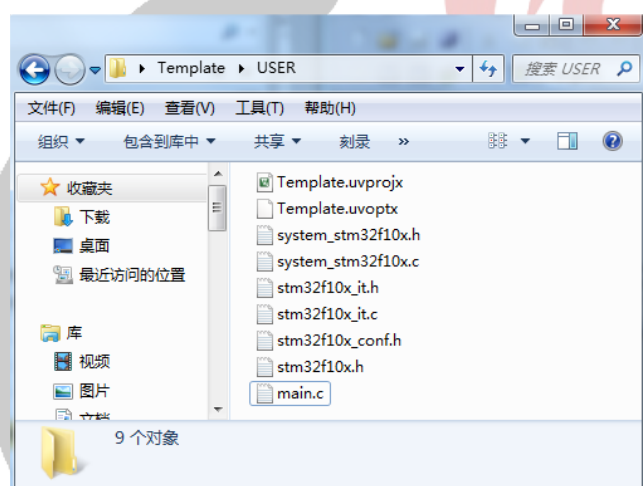 Template ▸ USER
搜索 USER
文件(F) 编辑(E) 查看(V) 工具(T) 帮助(H)
组织 包含到库中 共享 刻录 »
收藏夹
下载
桌面
最近访问的位置
库
视频
图片
文档
Template.uvprojx
Template.uvoptx
system_stm32f10x.h
system_stm32f10x.c
stm32f10x_it.h
stm32f10x_it.c
stm32f10x_conf.h
stm32f10x.h
main.c
9 个对象